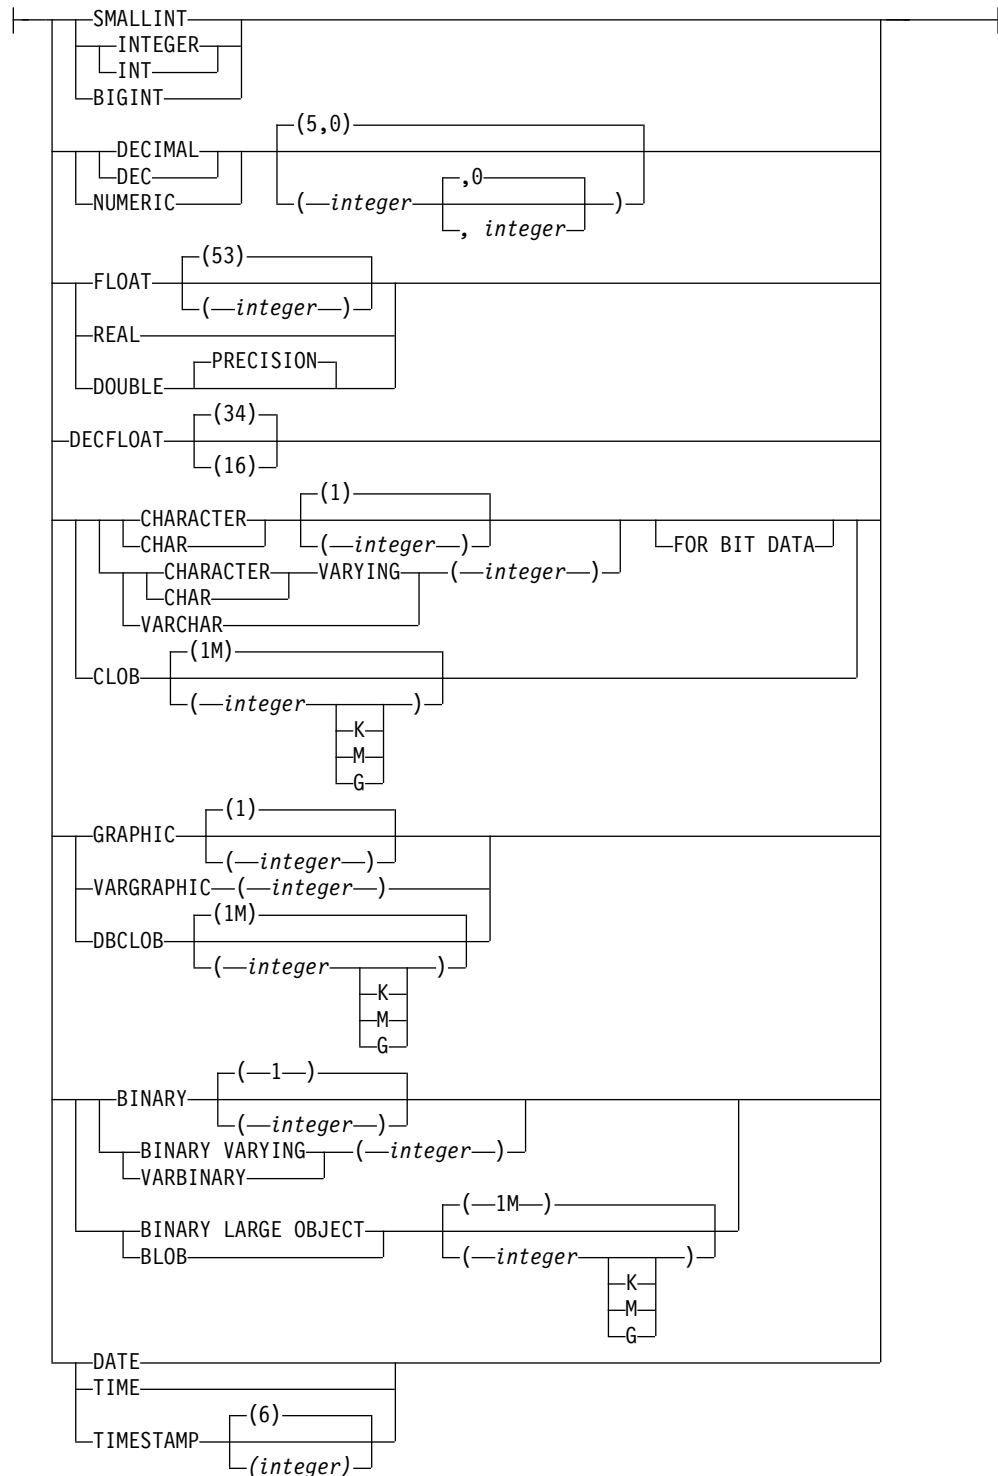 SMALLINT
INTEGER
INT
BIGINT
(5,0)
DECIMAL
DEC
NUMERIC
,0
( integer )
, integer
(53)
FLOAT
( integer )
REAL
PRECISION
DOUBLE
(34)
DECFLOAT
(16)
(1)
CHARACTER
CHAR
( integer )
FOR BIT DATA
CHARACTER VARYING ( integer )
CHAR
VARCHAR
(1M)
CLOB
( integer )
K
M
G
(1)
GRAPHIC
( integer )
VARGRAPHIC ( integer )
(1M)
DBCLOB
( integer )
K
M
G
( 1 )
BINARY
( integer )
BINARY VARYING ( integer )
VARBINARY
( 1M )
BINARY LARGE OBJECT
BLOB
( integer )
K
M
G
DATE
TIME
(6)
TIMESTAMP
(integer)